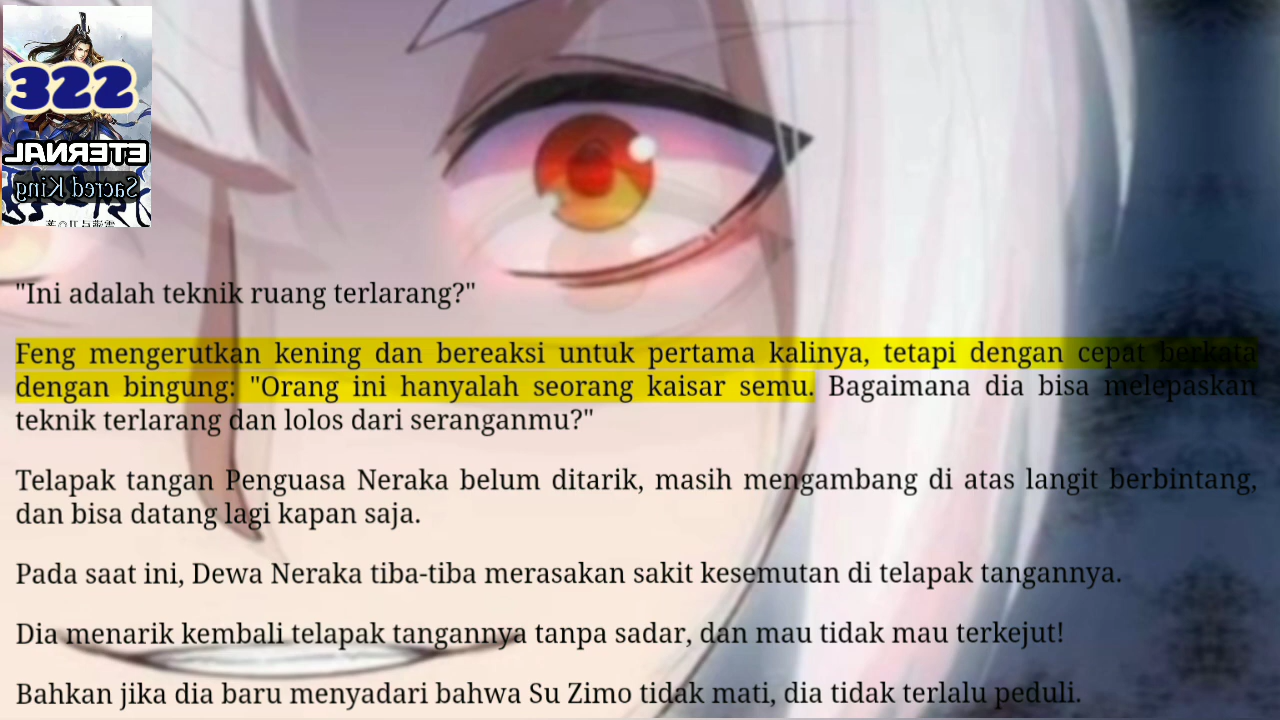 322
ETERNAL
Sacred King
"Ini adalah teknik ruang terlarang?"
Feng mengerutkan kening dan bereaksi untuk pertama kalinya, tetapi dengan cepat berkata
dengan bingung: "Orang ini hanyalah seorang kaisar semu. Bagaimana dia bisa melepaskan
teknik terlarang dan lolos dari seranganmu?"
Telapak tangan Penguasa Neraka belum ditarik, masih mengambang di atas langit berbintang,
dan bisa datang lagi kapan saja.
Pada saat ini, Dewa Neraka tiba-tiba merasakan sakit kesemutan di telapak tangannya.
Dia menarik kembali telapak tangannya tanpa sadar, dan mau tidak mau terkejut!
Bahkan jika dia baru menyadari bahwa Su Zimo tidak mati, dia tidak terlalu peduli.